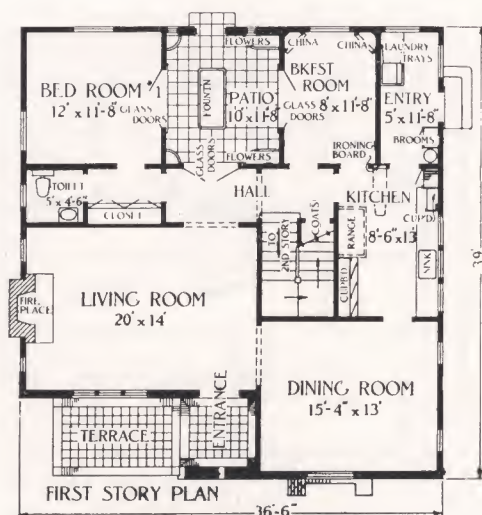 FLOWERS
CHINA
CHINA
LAUNDRY
TRAYS
BED ROOM #1
12' x 11'-8"
GLASS
DOORS
FOUNT'N
PATIO
10' x 11'-8
BKFST
ROOM
8' x 11'-8"
GLASS
DOORS
ENTRY
5' x 11'-8"
BROOMS
IRONING
BOARD
FLOWERS
GLASS
DOORS
TOILET
5' x 4'-6"
CLOSET
HALL
KITCHEN
8'-6" x 13'
CUP'D
COATS
TO
2ND STORY
RANGE
CUP'D
SINK
39'
FIRE
PLACE
LIVING ROOM
20' x 14'
DINING ROOM
15'-4" x 13'
ENTRANCE
TERRACE
FIRST STORY PLAN
36'-6"